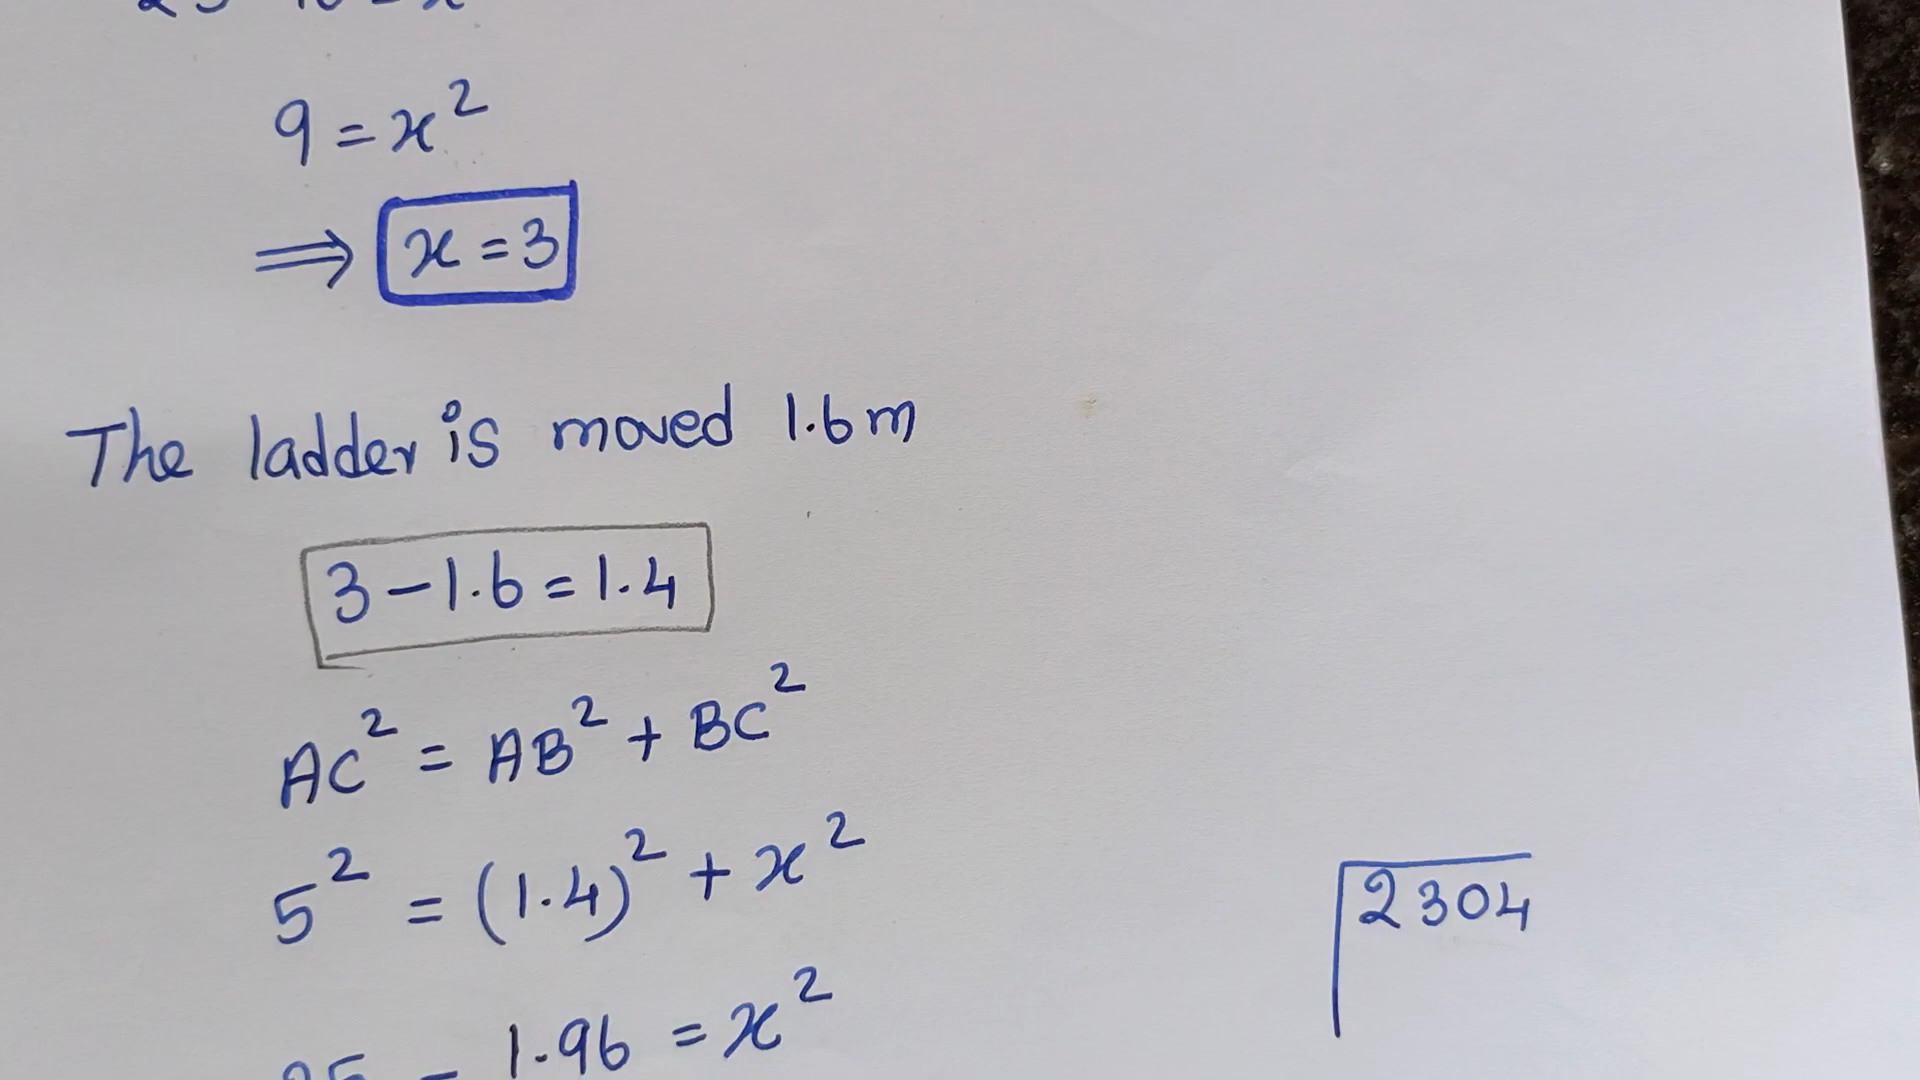 9 = x²
⟹ x = 3
The ladder is moved 1.6m
3 - 1.6 = 1.4
AC² = AB² + BC²
5² = (1.4)² + x²
2304
25 - 1.96 = x²